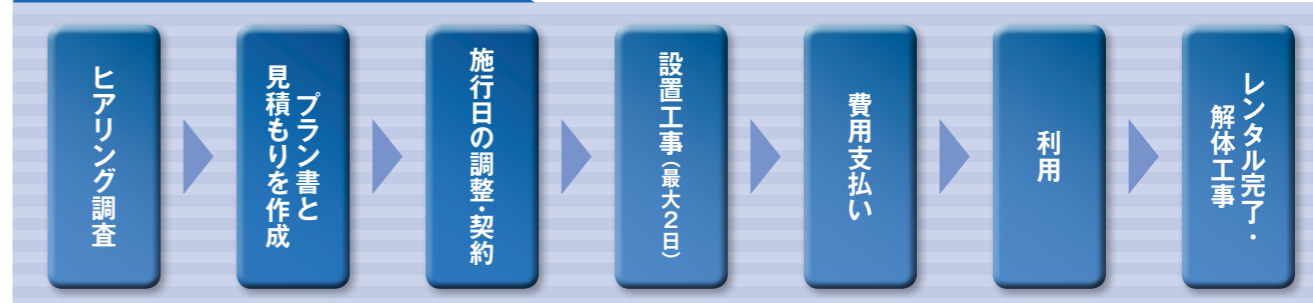 ヒアリング調査
プラン書と
見積もりを作成
施行日の調整・契約
設置工事（最大２日）
費用支払い
利用
レンタル完了・
解体工事